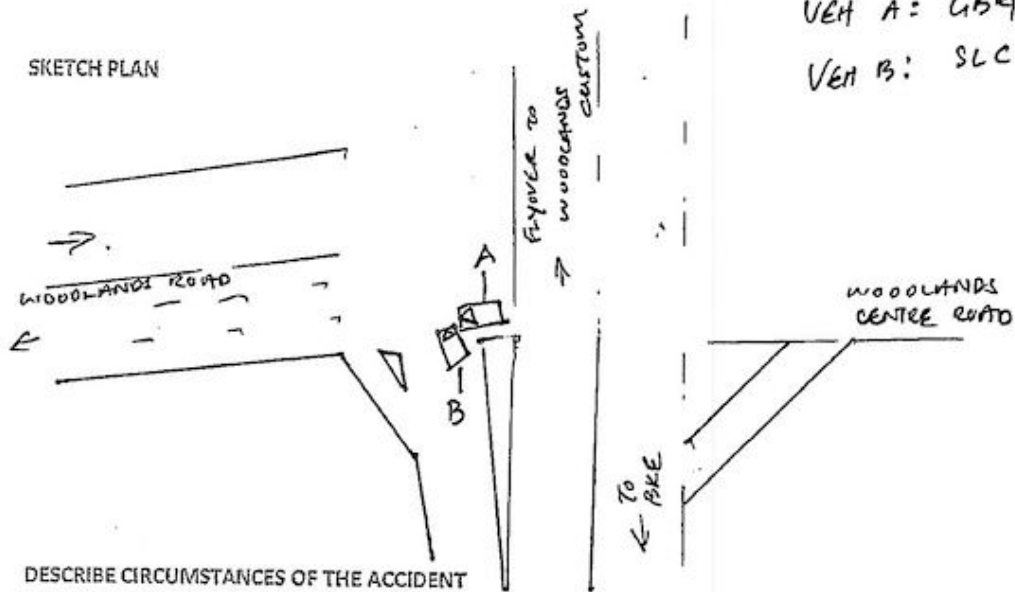 VEH A: GB
SKETCH PLAN
VEH B: SLC
FLYOVER TO
WOODLANDS
CUSTOM
→
A
WOODLANDS ROAD
WOODLANDS
CENTRE ROAD
B
TO
BKE
DESCRIBE CIRCUMSTANCES OF THE ACCIDENT